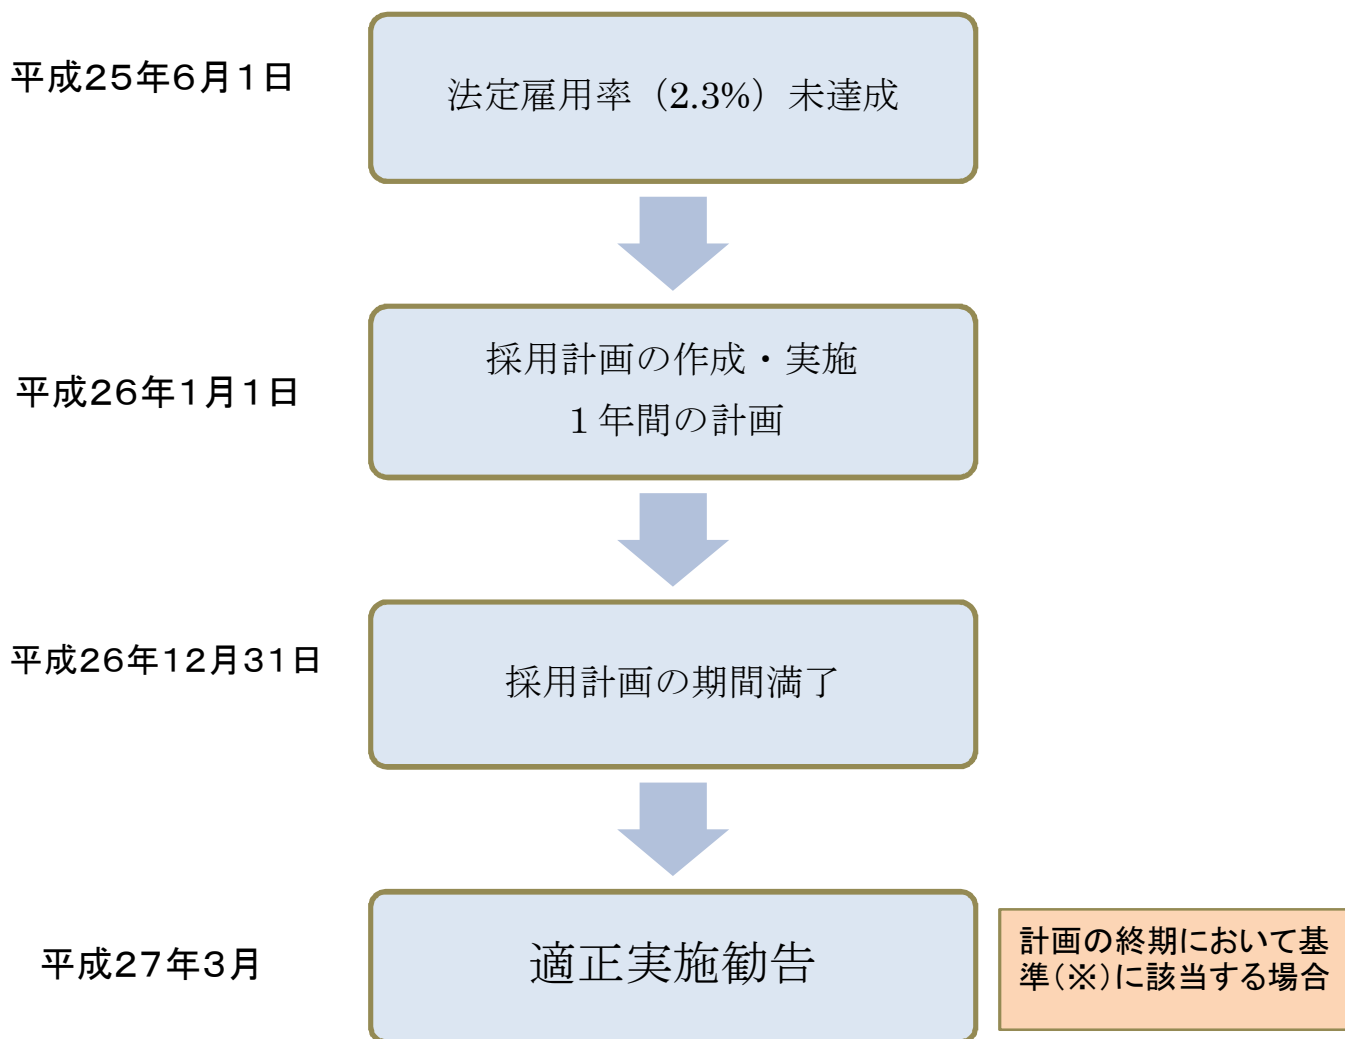 平成25年6月1日
法定雇用率（2.3%）未達成
平成26年1月1日
採用計画の作成・実施
１年間の計画
平成26年12月31日
採用計画の期間満了
平成27年3月
適正実施勧告
計画の終期において基
準(※)に該当する場合